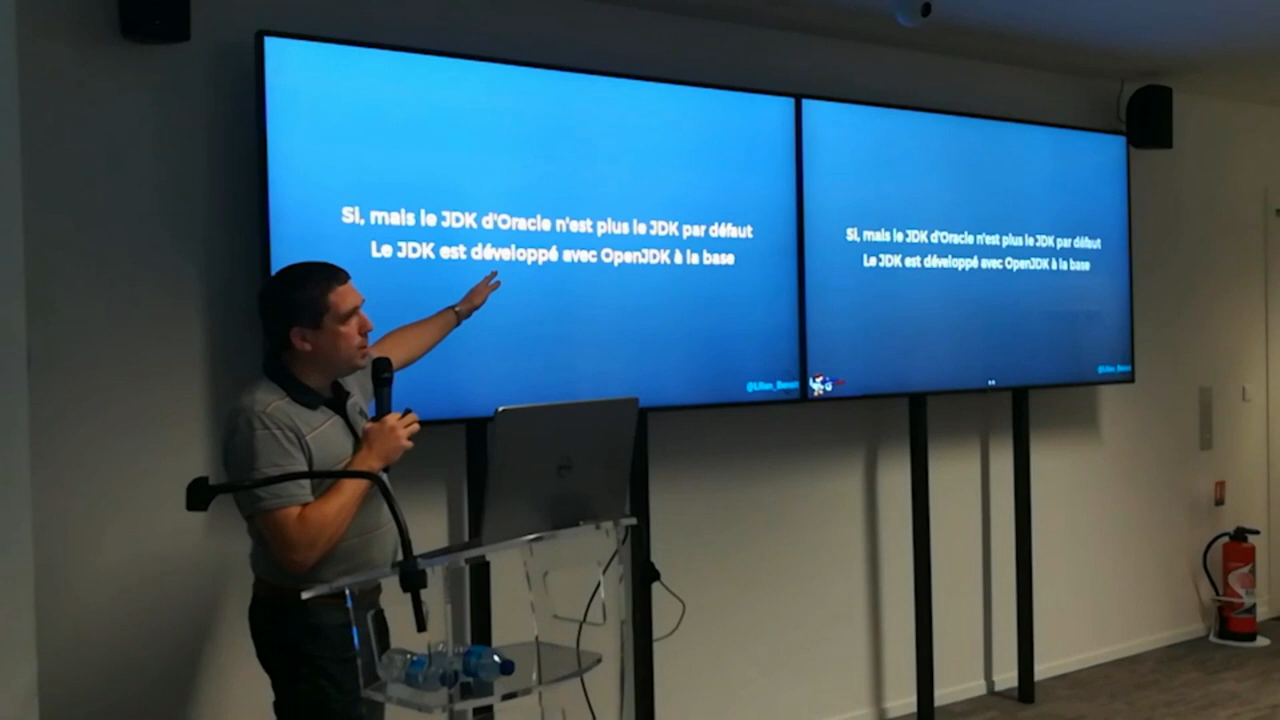 Si, mais le JDK d'Oracle n'est plus le JDK par défaut
Le JDK est développé avec OpenJDK à la base
Si, mais le JDK d'Oracle n'est plus le JDK par défaut
Le JDK est développé avec OpenJDK à la base